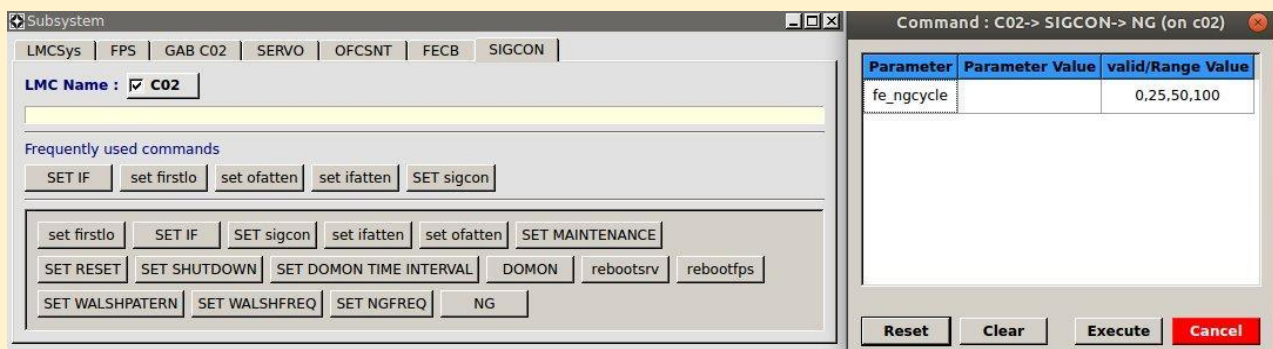 Subsystem
LMCSys FPS GAB C02 SERVO OFCSNT FECB SIGCON
LMC Name : C02
Frequently used commands
SET IF set firstlo set ofatten set ifatten SET sigcon
set firstlo SET IF SET sigcon set ifatten set ofatten SET MAINTENANCE
SET RESET SET SHUTDOWN SET DOMON TIME INTERVAL DOMON rebootsrv rebootfps
SET WALSHPATERN SET WALSHFREQ SET NGFREQ NG
Command : C02-> SIGCON-> NG (on c02)
Parameter Parameter Value valid/Range Value
fe_ngcycle 0,25,50,100
Reset Clear Execute Cancel